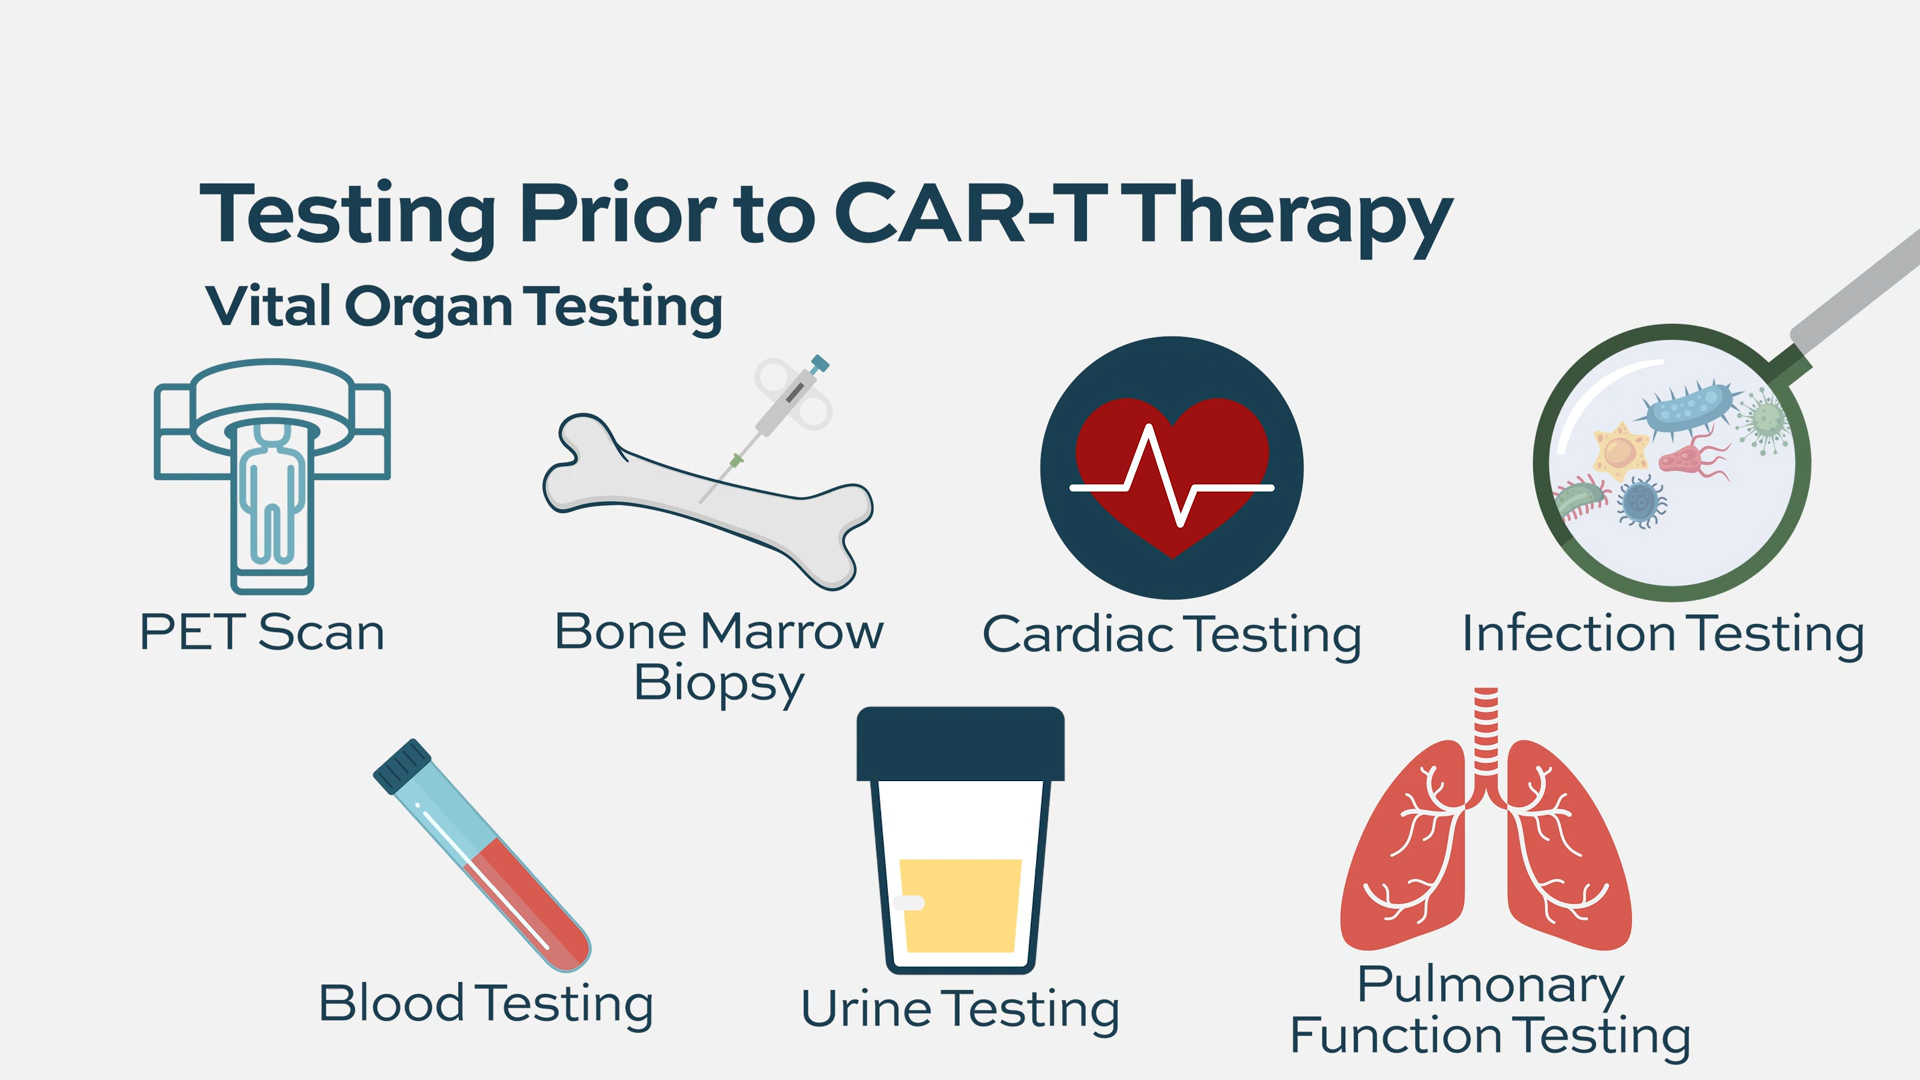 Testing Prior to CAR-T Therapy
Vital Organ Testing
PET Scan
Bone Marrow
Biopsy
Cardiac Testing
Infection Testing
Blood Testing
Urine Testing
Pulmonary
Function Testing